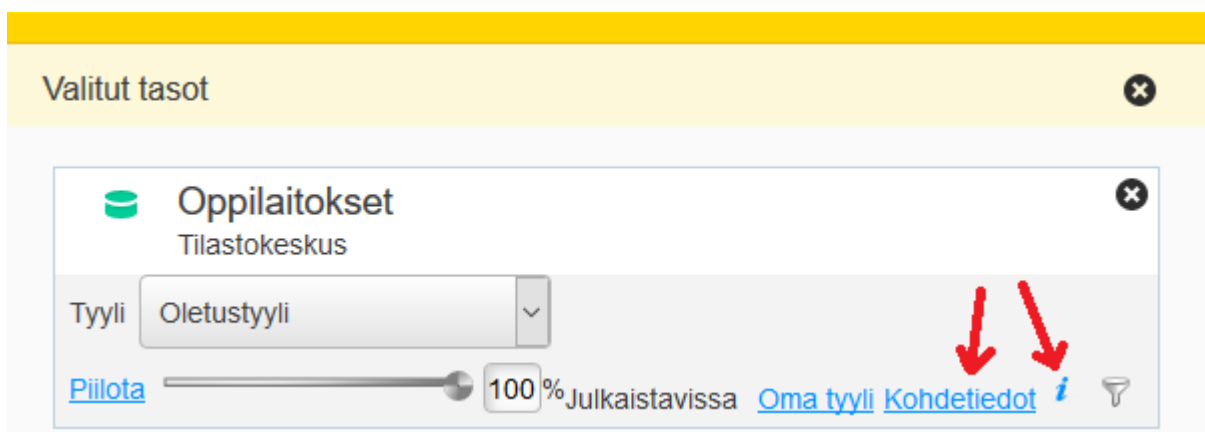 Valitut tasot
Oppilaitokset
Tilastokeskus
Tyyli Oletustyyli
Piilota 100 % Julkaistavissa Oma tyyli Kohdetiedot i